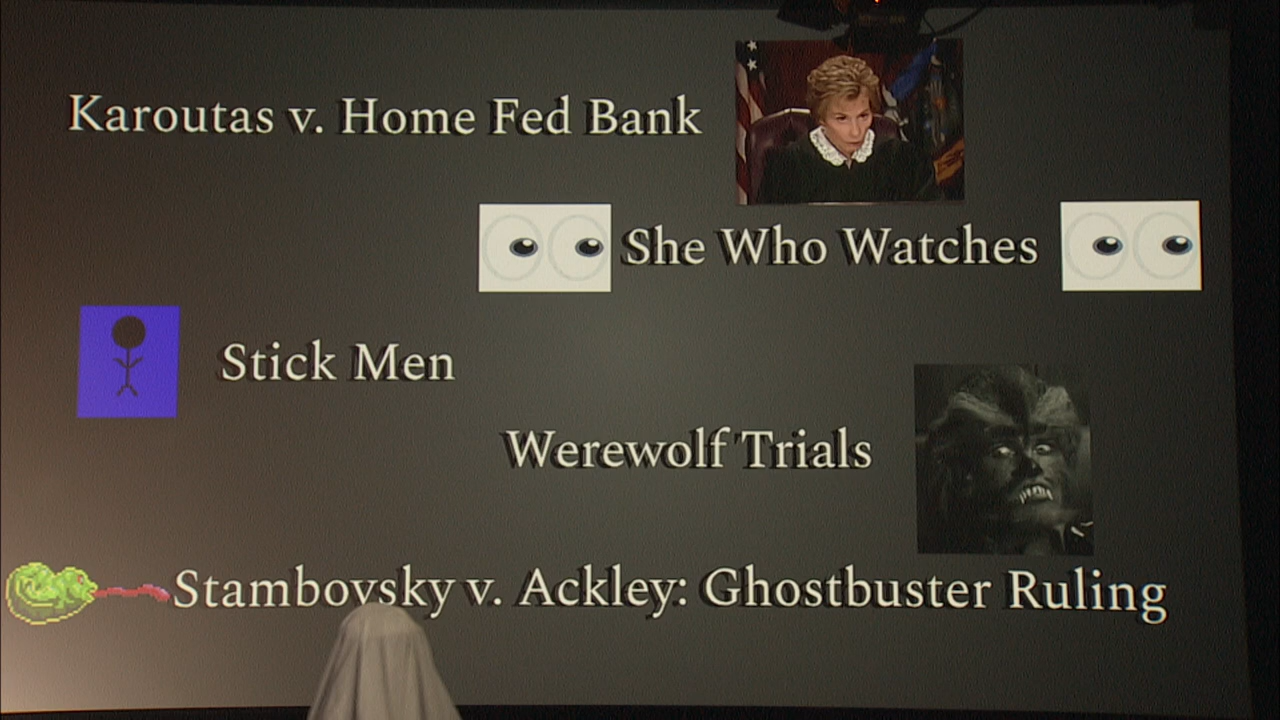 Karoutas v. Home Fed Bank
She Who Watches
Stick Men
Werewolf Trials
Stambovsky v. Ackley: Ghostbuster Ruling